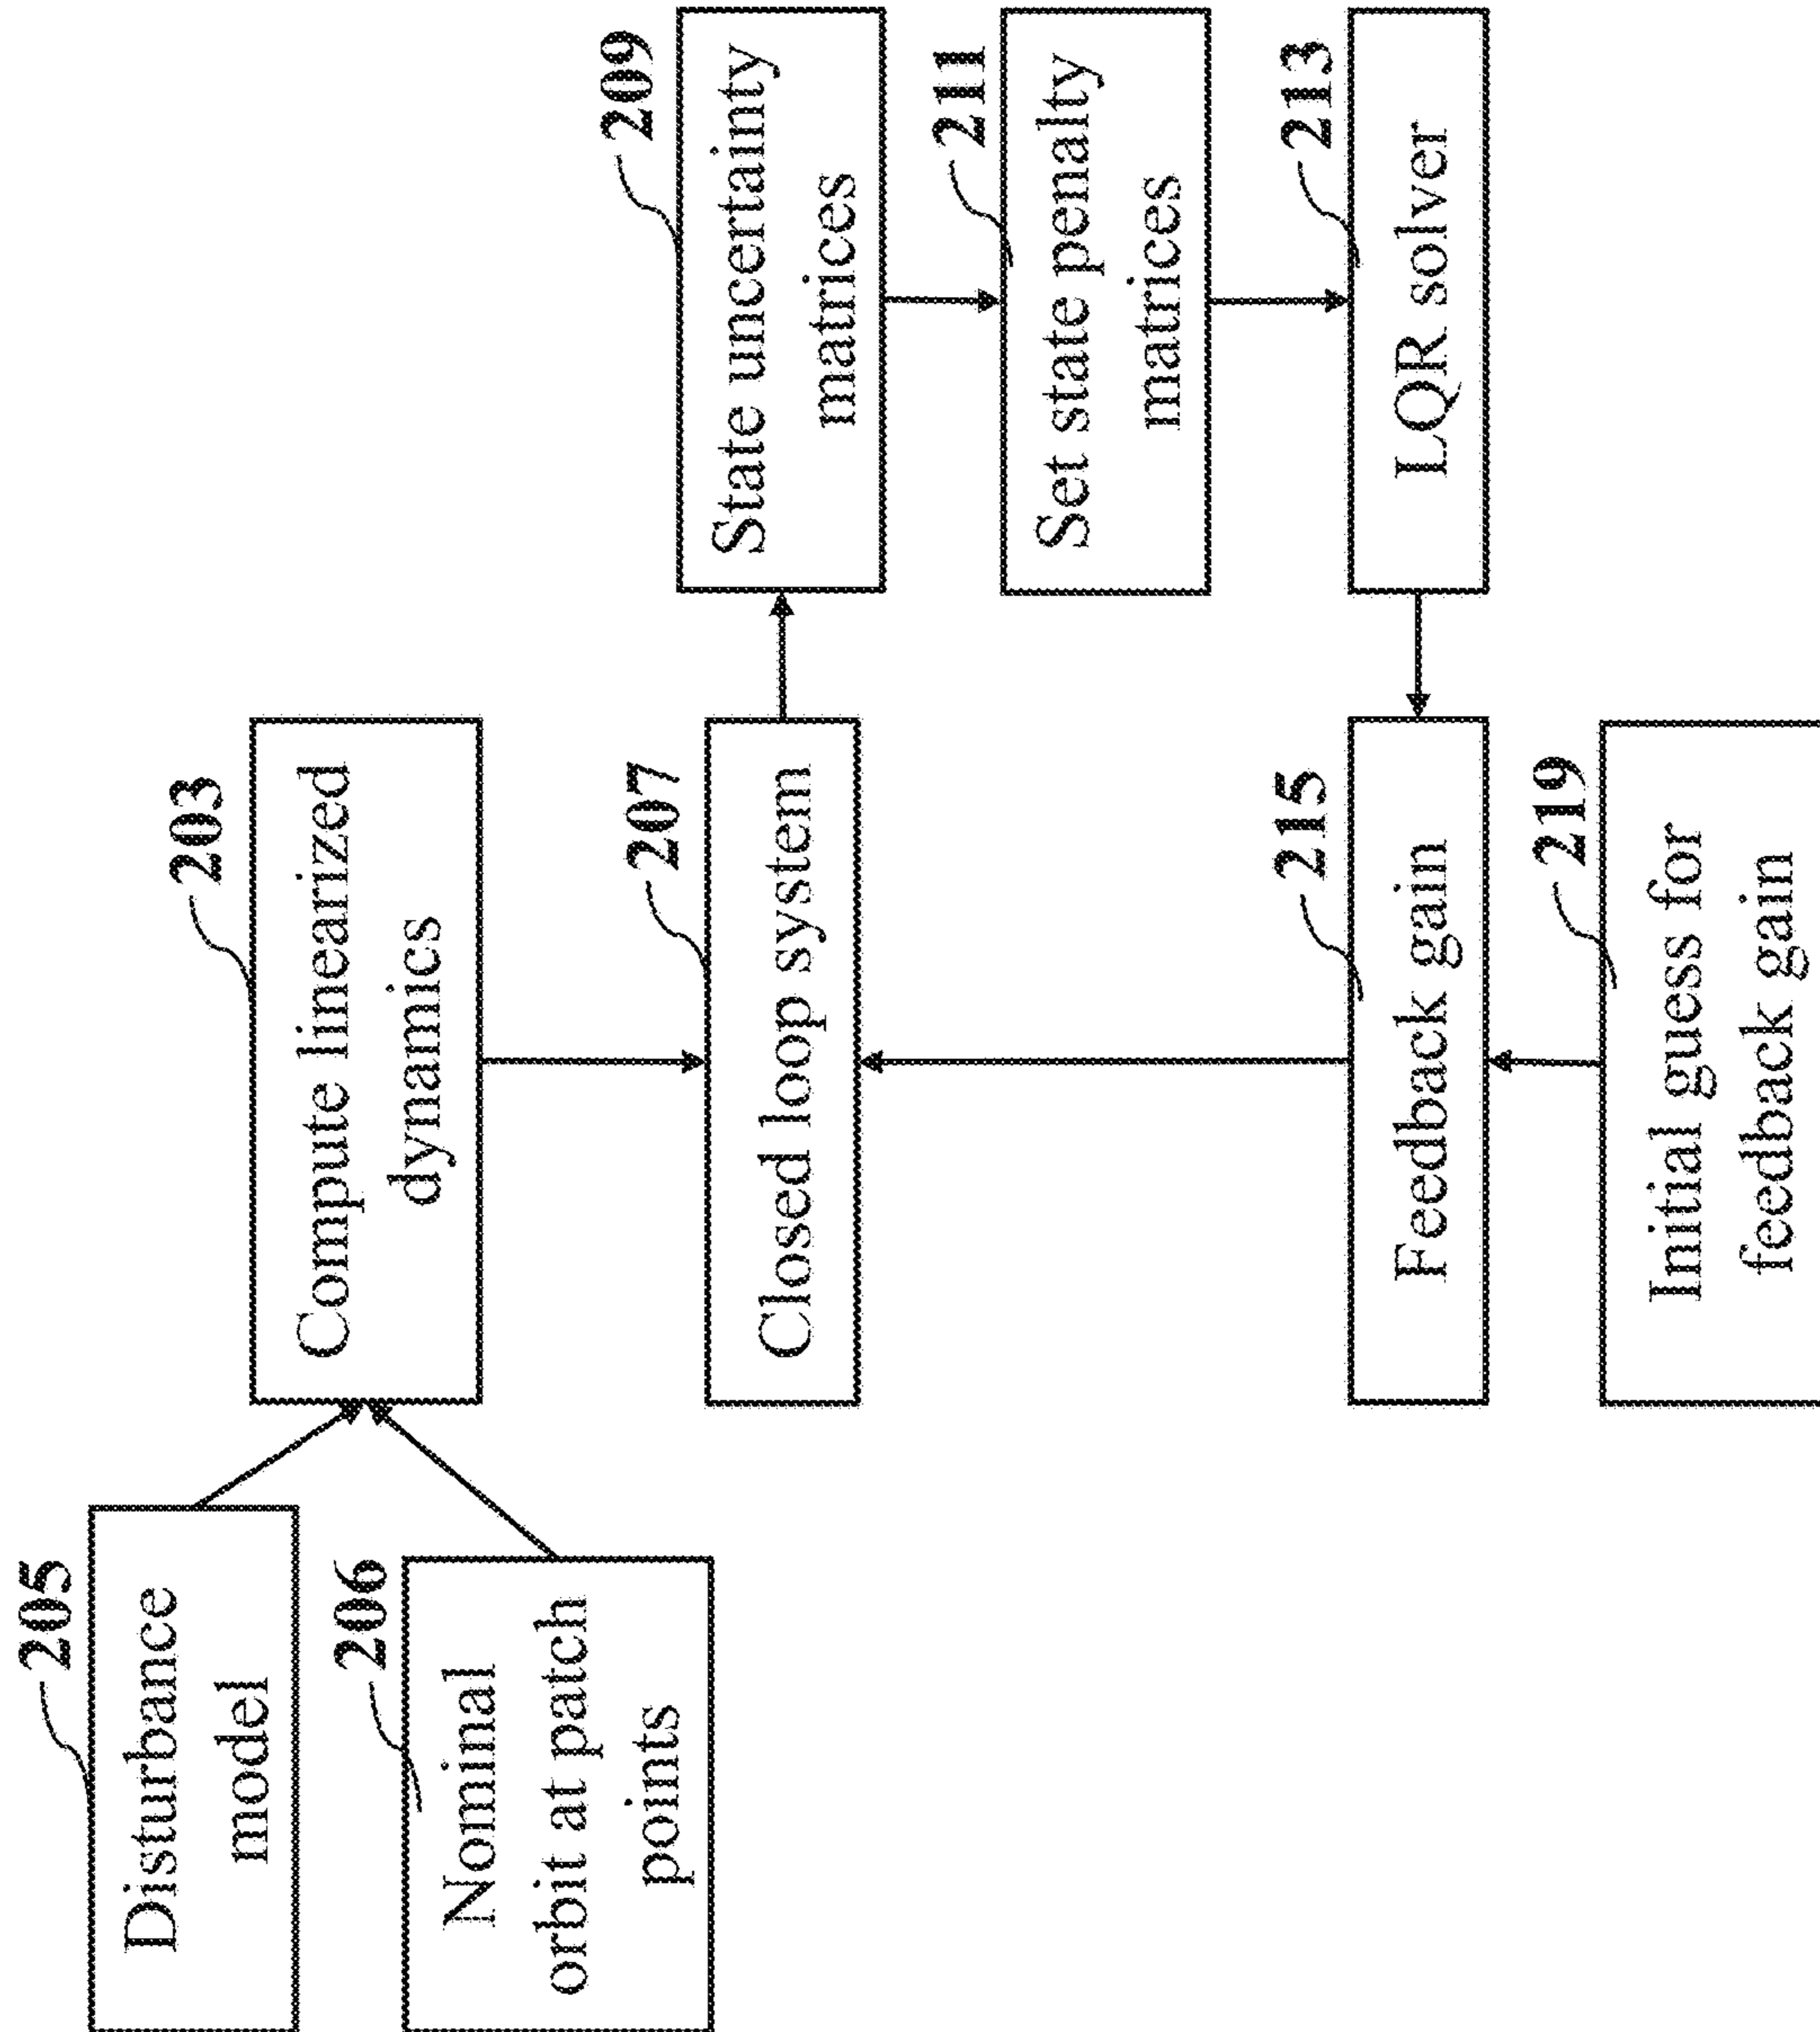 205
Disturbance
model
206
Nominal
orbit at patch
points
203
Compute linearized
dynamics
207
Closed loop system
209
State uncertainty
matrices
211
Set state penalty
matrices
213
LQR solver
215
Feedback gain
219
Initial guess for
feedback gain